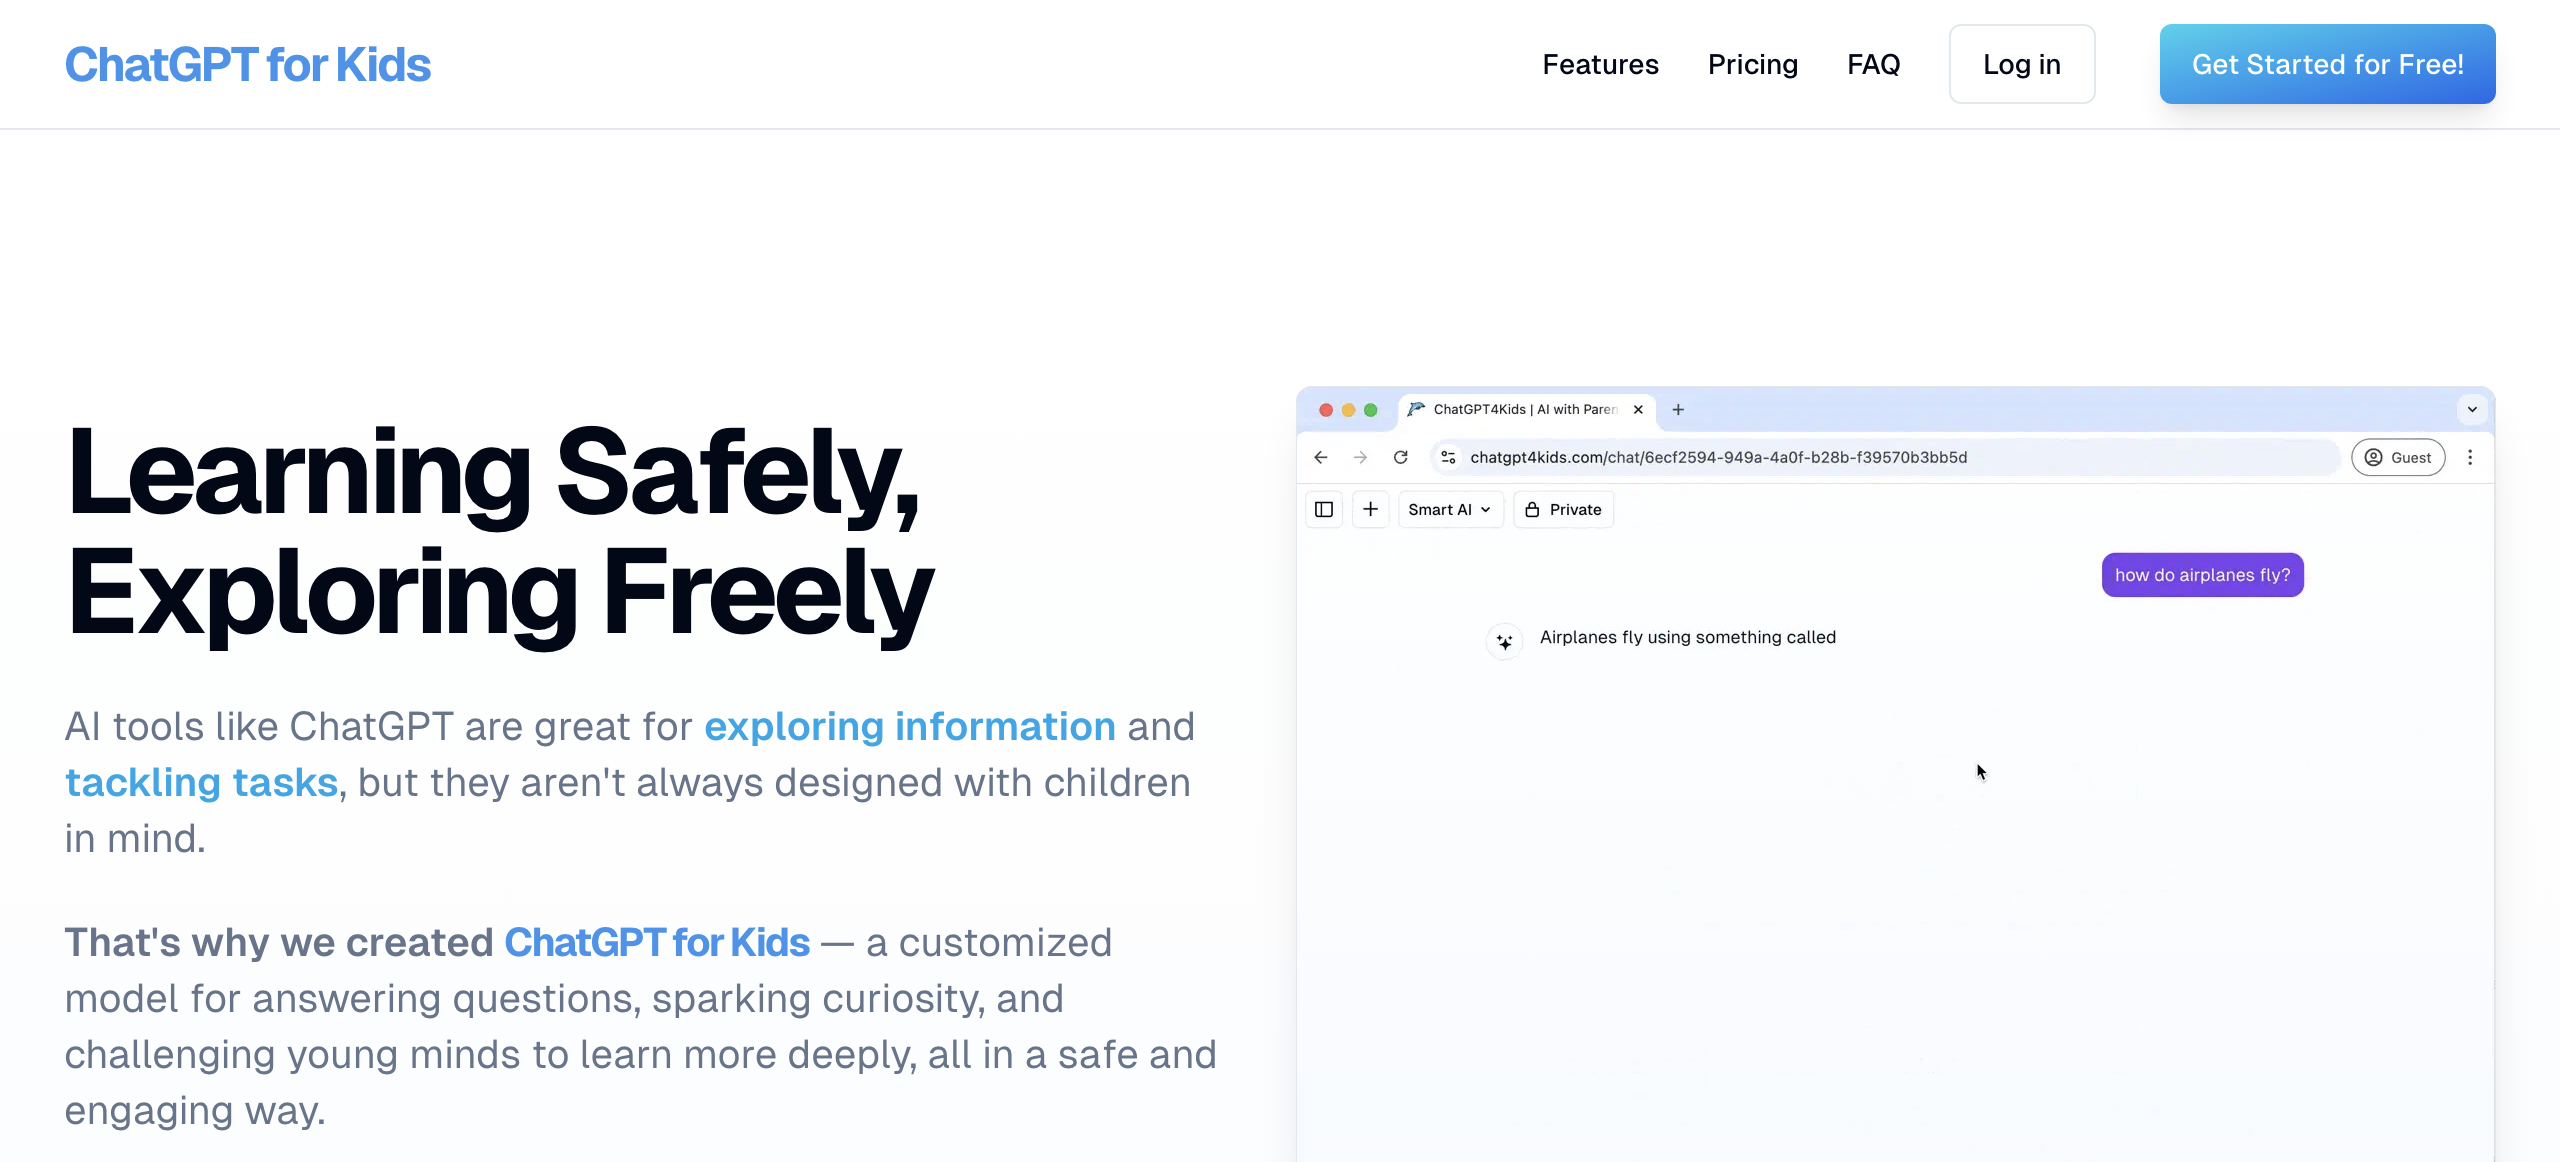 ChatGPT for Kids
Features
Pricing
FAQ
Log in
Get Started for Free!
Learning Safely,
Exploring Freely
AI tools like ChatGPT are great for exploring information and
tackling tasks, but they aren't always designed with children
in mind.
That's why we created ChatGPT for Kids — a customized
model for answering questions, sparking curiosity, and
challenging young minds to learn more deeply, all in a safe and
engaging way.
ChatGPT4Kids | AI with Paren
chatgpt4kids.com/chat/6ecf2594-949a-4a0f-b28b-f39570b3bb5d
Guest
Smart AI
Private
how do airplanes fly?
Airplanes fly using something called